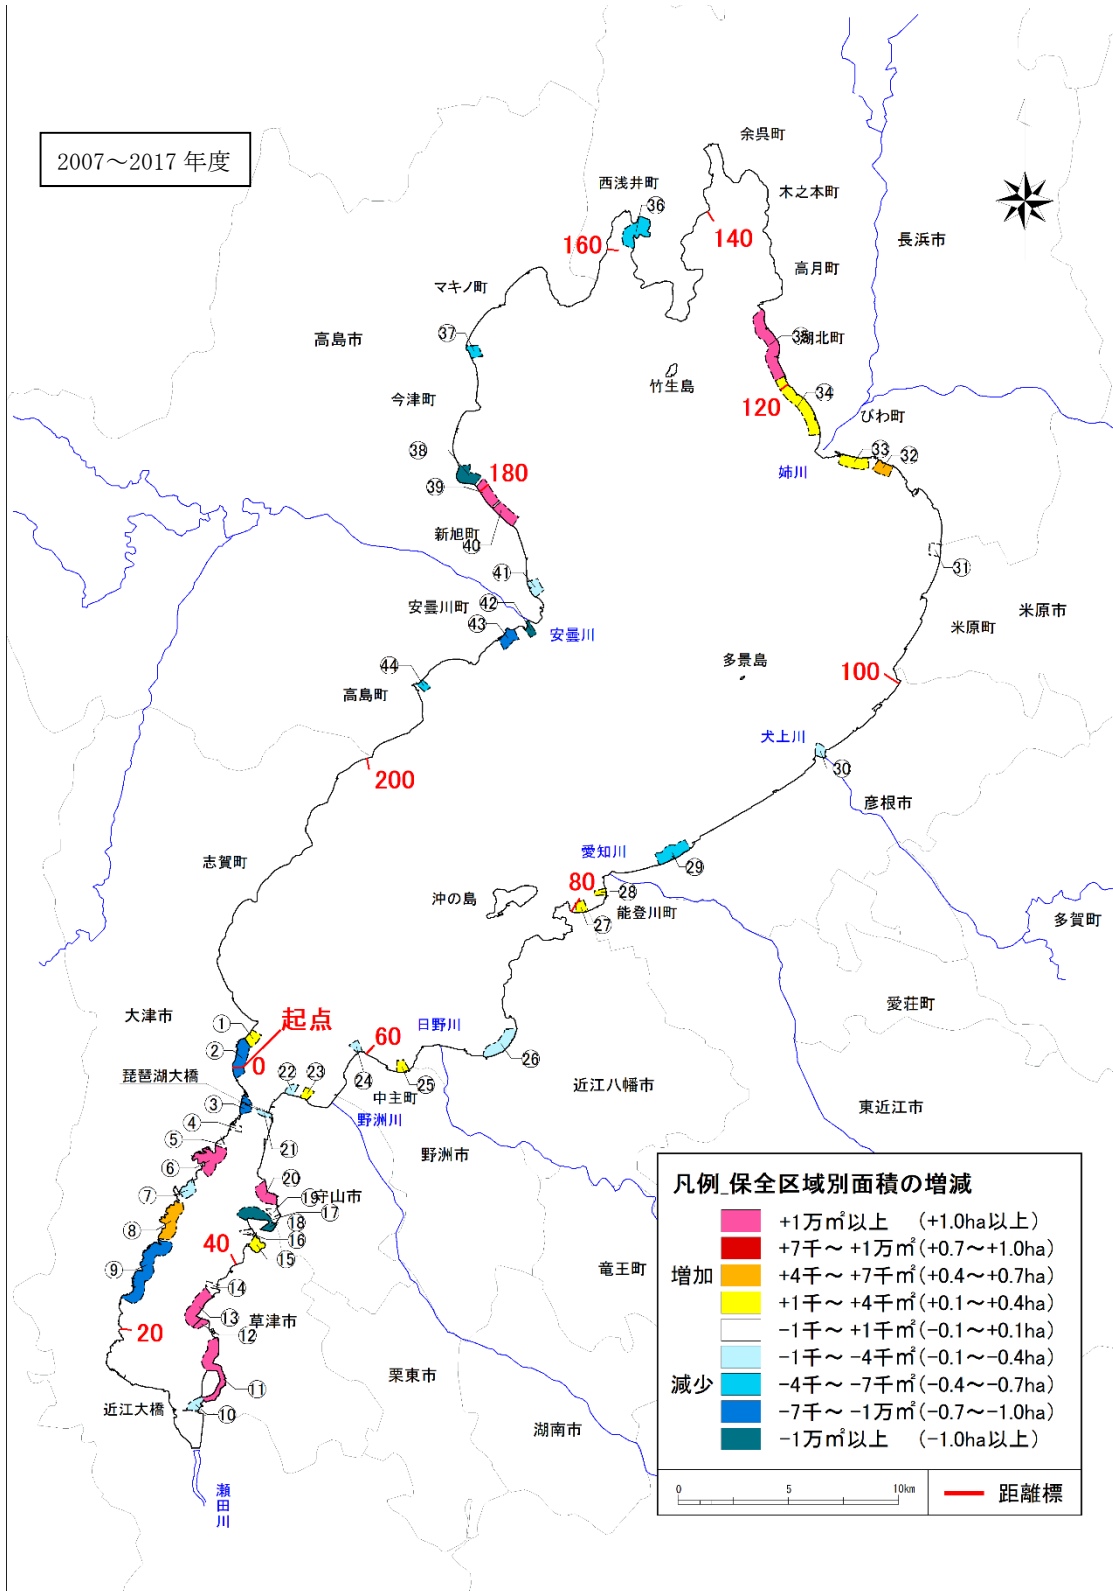 2007～2017 年度
余呉町
西浅井町
㊱
木之本町
160
140
長浜市
高月町
マキノ町
高島市
㊲
㉟
湖北町
竹生島
今津町
120
㉞
びわ町
㊳
180
㉝
㉜
姉川
㊴
新旭町
㊵
㉛
㊶
安曇川町
㊷
㊸
安曇川
米原市
米原町
多景島
100
㊹
高島町
犬上川
200
㉚
彦根市
志賀町
愛知川
㉙
80
㉘
沖の島
能登川町
㉗
多賀町
愛荘町
大津市
①
起点
②
日野川
60
0
㉔
㉖
琵琶湖大橋
㉒
㉓
㉕
近江八幡市
中主町
③
東近江市
④
㉑
野洲川
⑤
野洲市
⑥
⑦
⑳
守山市
⑲
⑰
⑱
⑧
⑯
⑮
40
⑨
竜王町
⑭
⑬
草津市
20
⑫
栗東市
⑪
近江大橋
⑩
湖南市
瀬田川
凡例_保全区域別面積の増減
+1万㎡以上 (+1.0ha以上)
+7千～ +1万㎡(+0.7～+1.0ha)
増加
+4千～ +7千㎡(+0.4～+0.7ha)
+1千～ +4千㎡(+0.1～+0.4ha)
-1千～ +1千㎡(-0.1～+0.1ha)
-1千～ -4千㎡(-0.1～-0.4ha)
減少
-4千～ -7千㎡(-0.4～-0.7ha)
-7千～ -1万㎡(-0.7～-1.0ha)
-1万㎡以上 (-1.0ha以上)
0 5 10km
距離標